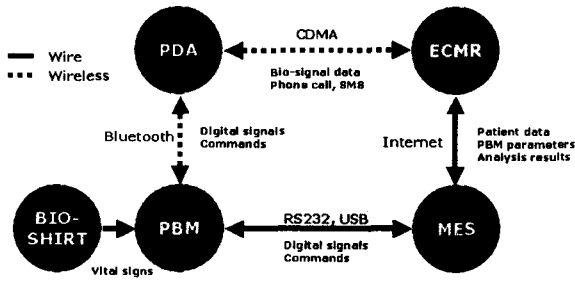 PDA
CDMA
ECMR
Wire
Wireless
Bio-signal data
Phone call, SMS
Bluetooth
Digital signals
Commands
Internet
Patient data
PBM parameters
Analysis results
BIO-
SHIRT
PBM
RS232, USB
MES
Digital signals
Commands
Vital signs